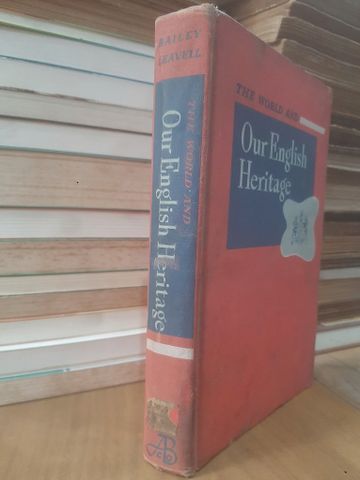 BAILEY
LEAVELL
THE WORLD AND
Our English Heritage
THE WORLD AND
Our English
Heritage